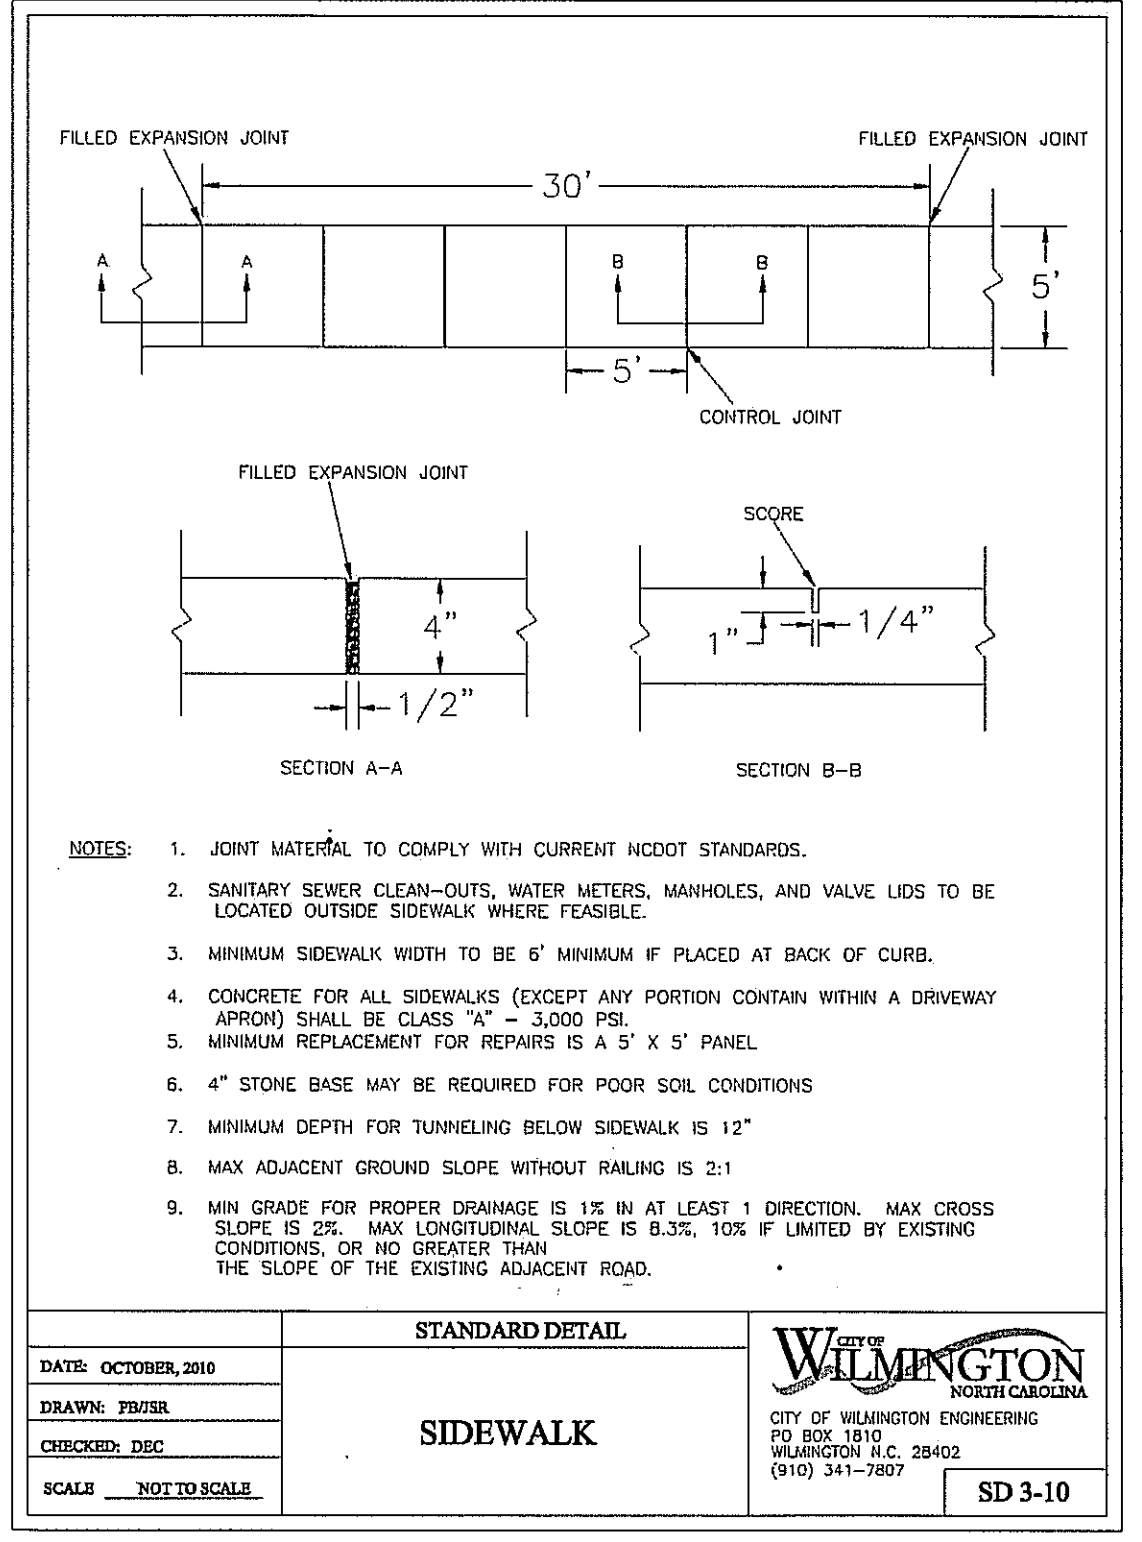 FILLED EXPANSION JOINT
FILLED EXPANSION JOINT
30'
A
A
B
B
5'
5'
CONTROL JOINT
FILLED EXPANSION JOINT
SCORE
4"
1"
1/4"
1/2"
SECTION A-A
SECTION B-B
NOTES:
1. JOINT MATERIAL TO COMPLY WITH CURRENT NCDOT STANDARDS.
2. SANITARY SEWER CLEAN-OUTS, WATER METERS, MANHOLES, AND VALVE LIDS TO BE
LOCATED OUTSIDE SIDEWALK WHERE FEASIBLE.
3. MINIMUM SIDEWALK WIDTH TO BE 6' MINIMUM IF PLACED AT BACK OF CURB.
4. CONCRETE FOR ALL SIDEWALKS (EXCEPT ANY PORTION CONTAIN WITHIN A DRIVEWAY
APRON) SHALL BE CLASS "A" – 3,000 PSI.
5. MINIMUM REPLACEMENT FOR REPAIRS IS A 5' X 5' PANEL
6. 4" STONE BASE MAY BE REQUIRED FOR POOR SOIL CONDITIONS
7. MINIMUM DEPTH FOR TUNNELING BELOW SIDEWALK IS 12"
8. MAX ADJACENT GROUND SLOPE WITHOUT RAILING IS 2:1
9. MIN GRADE FOR PROPER DRAINAGE IS 1% IN AT LEAST 1 DIRECTION. MAX CROSS
SLOPE IS 2%. MAX LONGITUDINAL SLOPE IS 8.3%, 10% IF LIMITED BY EXISTING
CONDITIONS, OR NO GREATER THAN
THE SLOPE OF THE EXISTING ADJACENT ROAD.
STANDARD DETAIL
DATE: OCTOBER, 2010
DRAWN: PB/JSR
CHECKED: DEC
SCALE NOT TO SCALE
SIDEWALK
CITY OF
WILMINGTON
NORTH CAROLINA
CITY OF WILMINGTON ENGINEERING
PO BOX 1810
WILMINGTON N.C. 28402
(910) 341-7807
SD 3-10